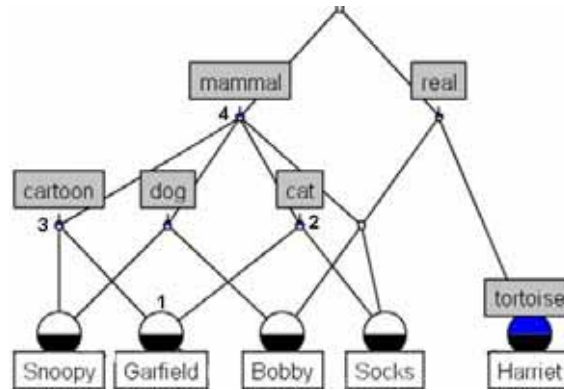 mammal
real
4
cartoon
dog
cat
3
2
1
tortoise
Snoopy
Garfield
Bobby
Socks
Harriet